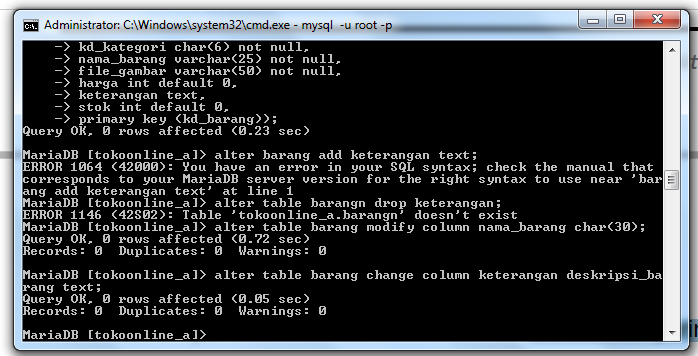 Administrator: C:\Windows\system32\cmd.exe - mysql -u root -p
-> kd_kategori char(6) not null,
-> nama_barang varchar(25) not null,
-> file_gambar varchar(50) not null,
-> harga int default 0,
-> keterangan text,
-> stok int default 0,
-> primary key (kd_barang));
Query OK, 0 rows affected (0.23 sec)
MariaDB [tokoonline_a]> alter barang add keterangan text;
ERROR 1064 (42000): You have an error in your SQL syntax; check the manual that
corresponds to your MariaDB server version for the right syntax to use near 'bar
ang add keterangan text' at line 1
MariaDB [tokoonline_a]> alter table barangn drop keterangan;
ERROR 1146 (42S02): Table 'tokoonline_a.barangn' doesn't exist
MariaDB [tokoonline_a]> alter table barang modify column nama_barang char(30);
Query OK, 0 rows affected (0.72 sec)
Records: 0  Duplicates: 0  Warnings: 0
MariaDB [tokoonline_a]> alter table barang change column keterangan deskripsi_ba
rang text;
Query OK, 0 rows affected (0.05 sec)
Records: 0  Duplicates: 0  Warnings: 0
MariaDB [tokoonline_a]>